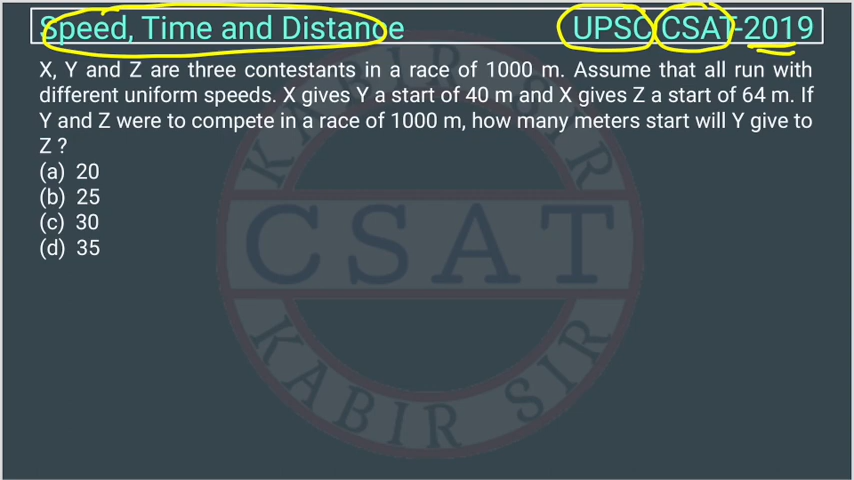 Speed, Time and Distance UPSC CSAT-2019
X, Y and Z are three contestants in a race of 1000 m. Assume that all run with
different uniform speeds. X gives Y a start of 40 m and X gives Z a start of 64 m. If
Y and Z were to compete in a race of 1000 m, how many meters start will Y give to
Z ?
(a) 20
(b) 25
(c) 30
(d) 35
KABIR SIR
CSAT
KABIR SIR